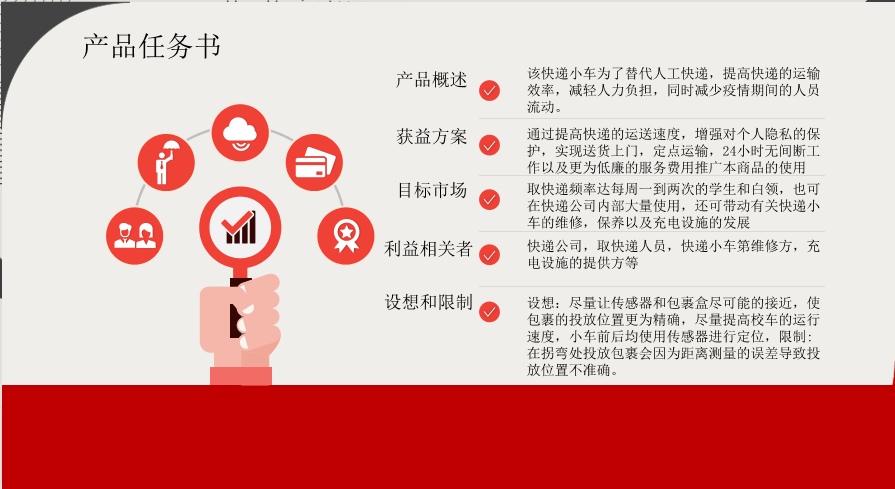 产品任务书
产品概述
该快递小车为了替代人工快递，提高快递的运输
效率，减轻人力负担，同时减少疫情期间的人员
流动。
获益方案
通过提高快递的运送速度，增强对个人隐私的保
护，实现送货上门，定点运输，24小时无间断工
作以及更为低廉的服务费用推广本商品的使用
目标市场
取快递频率达每周一到两次的学生和白领，也可
在快递公司内部大量使用，还可带动有关快递小
车的维修，保养以及充电设施的发展
利益相关者
快递公司，取快递人员，快递小车第维修方，充
电设施的提供方等
设想和限制
设想：尽量让传感器和包裹盒尽可能的接近，使
包裹的投放位置更为精确，尽量提高校车的运行
速度，小车前后均使用传感器进行定位，限制：
在拐弯处投放包裹会因为距离测量的误差导致投
放位置不准确。